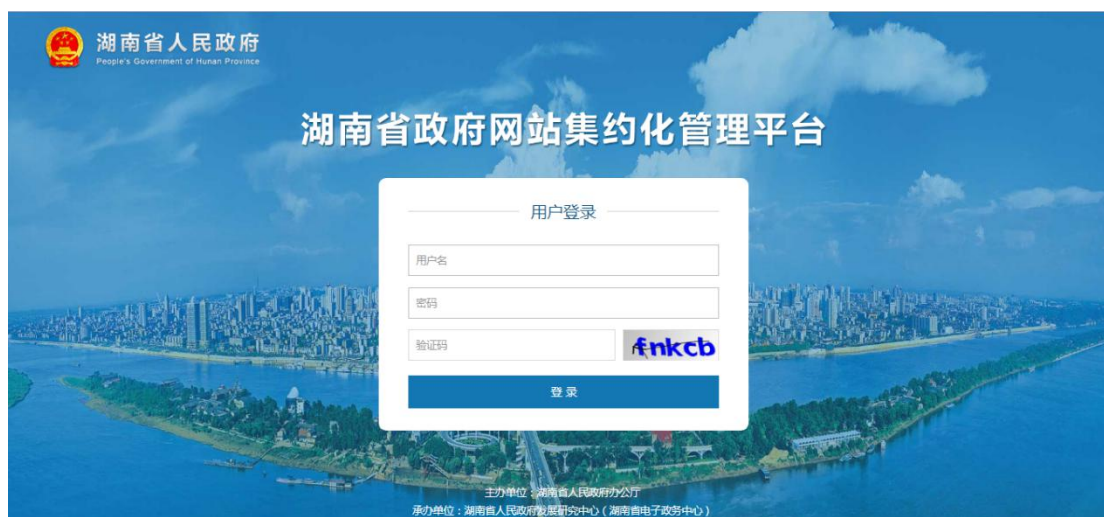 湖南省人民政府
People's Government of Hunan Province
湖南省政府网站集约化管理平台
用户登录
用户名
密码
验证码
fnkcb
登录
主办单位：湖南省人民政府办公厅
承办单位：湖南省人民政府发展研究中心（湖南省电子政务中心）